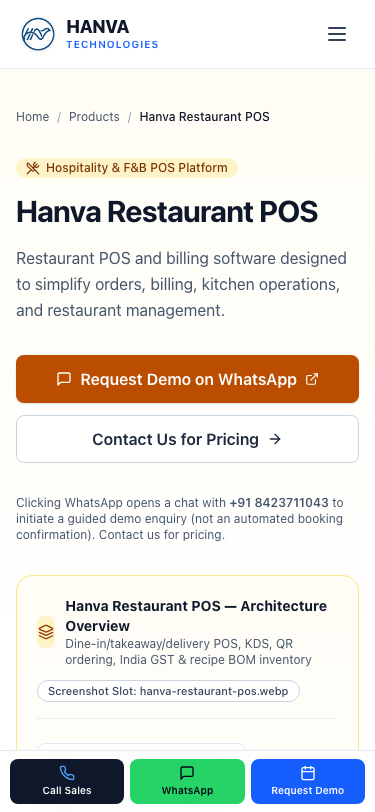 HANVA
TECHNOLOGIES
Home / Products / Hanva Restaurant POS
Hospitality & F&B POS Platform
Hanva Restaurant POS
Restaurant POS and billing software designed
to simplify orders, billing, kitchen operations,
and restaurant management.
Request Demo on WhatsApp
Contact Us for Pricing
Clicking WhatsApp opens a chat with +91 8423711043 to
initiate a guided demo enquiry (not an automated booking
confirmation). Contact us for pricing.
Hanva Restaurant POS — Architecture
Overview
Dine-in/takeaway/delivery POS, KDS, QR
ordering, India GST & recipe BOM inventory
Screenshot Slot: hanva-restaurant-pos.webp
Call Sales
WhatsApp
Request Demo